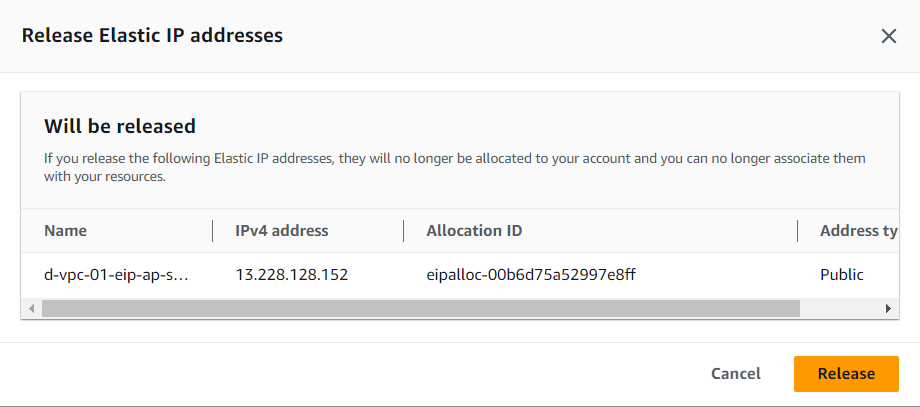 Release Elastic IP addresses
Will be released
If you release the following Elastic IP addresses, they will no longer be allocated to your account and you can no longer associate them
with your resources.
Name IPv4 address Allocation ID Address ty
d-vpc-01-eip-ap-s... 13.228.128.152 eipalloc-00b6d75a52997e8ff Public
Cancel Release